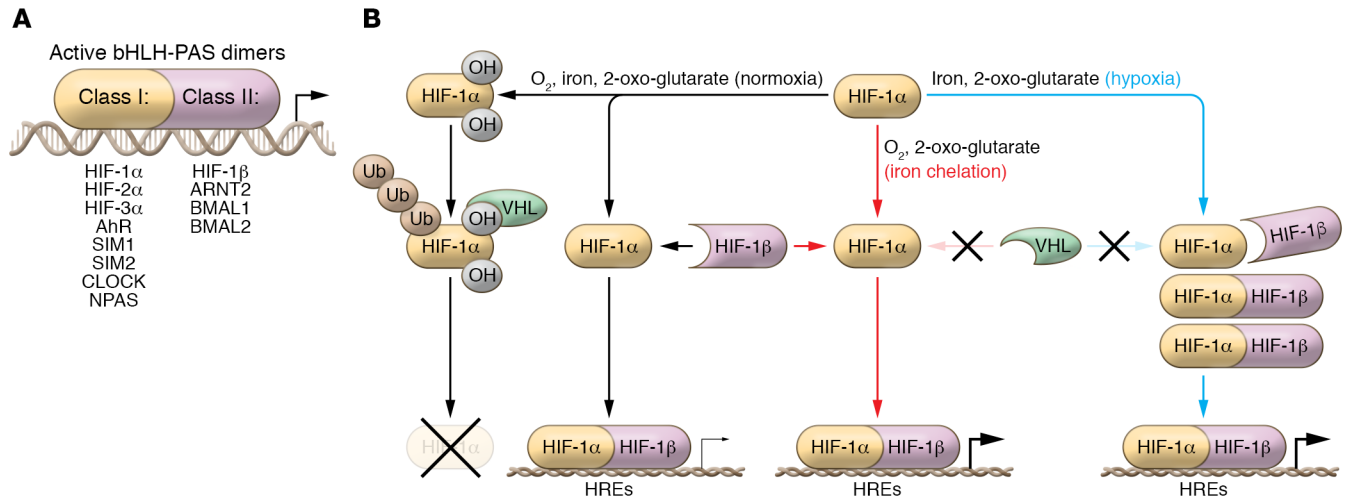 A
Active bHLH-PAS dimers
Class I:
Class II:
HIF-1α
HIF-2α
HIF-3α
AhR
SIM1
SIM2
CLOCK
NPAS
HIF-1β
ARNT2
BMAL1
BMAL2
B
OH
HIF-1α
OH
O2, iron, 2-oxo-glutarate (normoxia)
HIF-1α
Iron, 2-oxo-glutarate (hypoxia)
O2, 2-oxo-glutarate
(iron chelation)
Ub
Ub
Ub
OH
VHL
HIF-1α
OH
HIF-1α
HIF-1β
HIF-1α
VHL
HIF-1α
HIF-1β
HIF-1α
HIF-1β
HIF-1α
HIF-1β
HIF-1α
HIF-1α
HIF-1β
HREs
HIF-1α
HIF-1β
HREs
HIF-1α
HIF-1β
HREs